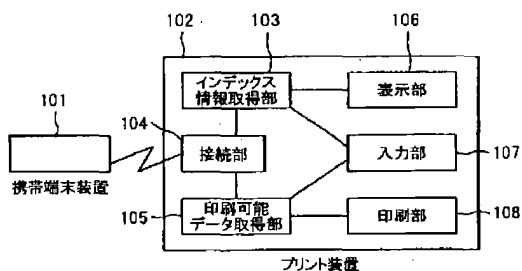 102
103
106
インデックス
情報取得部
表示部
101
104
接続部
入力部
107
携帯端末装置
105
印刷可能
データ取得部
印刷部
108
プリント装置